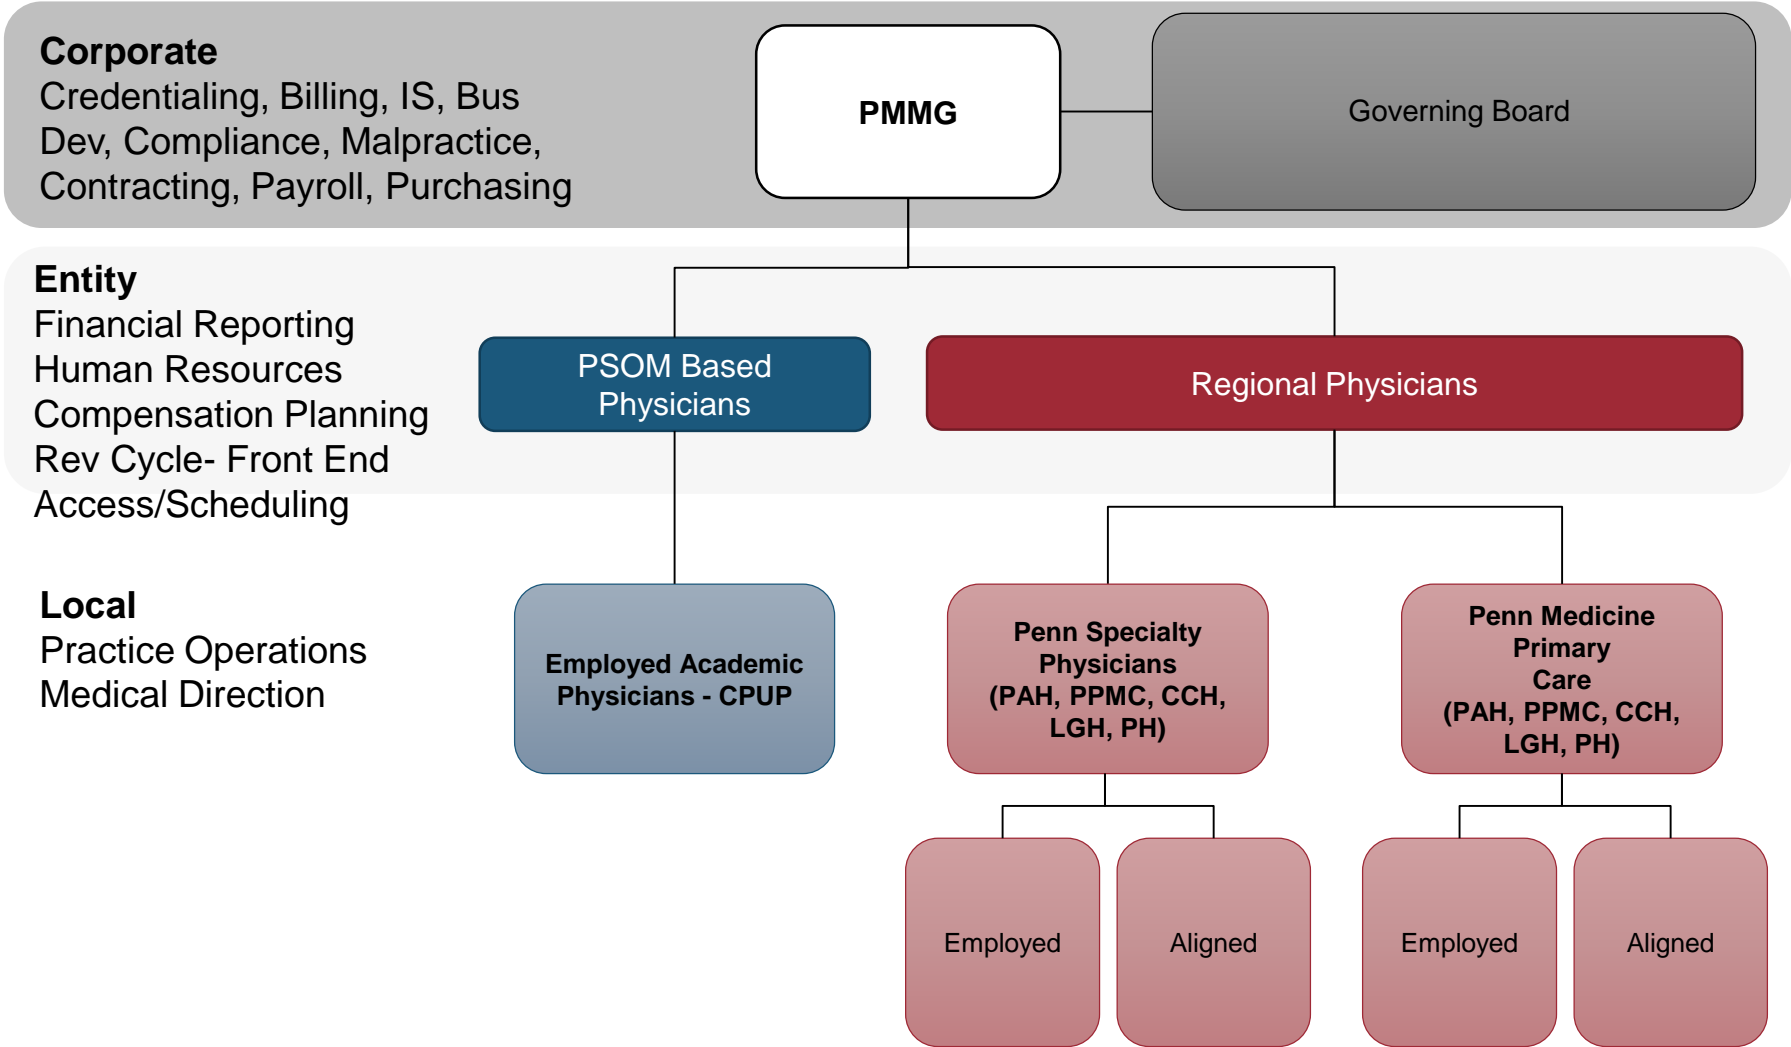 Corporate
Credentialing, Billing, IS, Bus
Dev, Compliance, Malpractice,
Contracting, Payroll, Purchasing
PMMG
Governing Board
Entity
Financial Reporting
Human Resources
Compensation Planning
Rev Cycle- Front End
Access/Scheduling
PSOM Based
Physicians
Regional Physicians
Local
Practice Operations
Medical Direction
Employed Academic
Physicians - CPUP
Penn Specialty
Physicians
(PAH, PPMC, CCH,
LGH, PH)
Penn Medicine
Primary
Care
(PAH, PPMC, CCH,
LGH, PH)
Employed
Aligned
Employed
Aligned